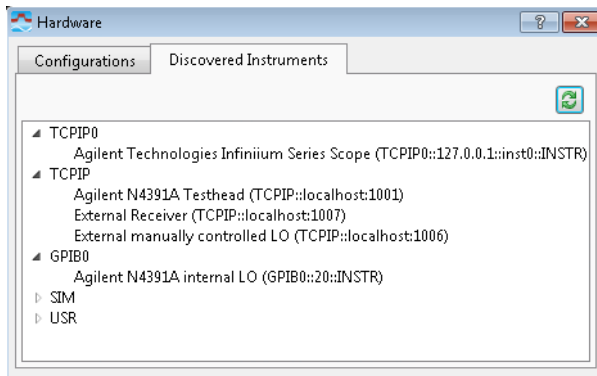 Hardware
Configurations
Discovered Instruments
TCPIP0
Agilent Technologies Infiniium Series Scope (TCPIP0::127.0.0.1::inst0::INSTR)
TCPIP
Agilent N4391A Testhead (TCPIP::localhost:1001)
External Receiver (TCPIP::localhost:1007)
External manually controlled LO (TCPIP::localhost:1006)
GPIB0
Agilent N4391A internal LO (GPIB0::20::INSTR)
SIM
USR